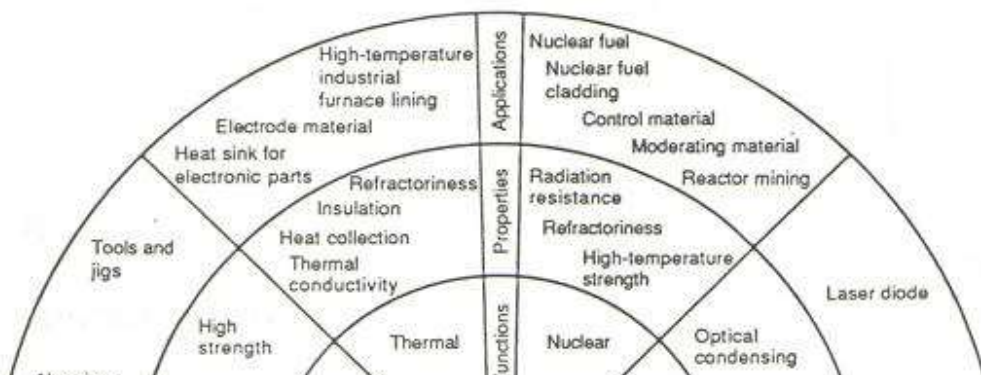 High-temperature
industrial
furnace lining
Electrode material
Heat sink for
electronic parts
Applications
Nuclear fuel
Nuclear fuel
cladding
Control material
Moderating material
Reactor mining
Refractoriness
Insulation
Heat collection
Thermal
conductivity
Properties
Radiation
resistance
Refractoriness
High-temperature
strength
Tools and
jigs
High
strength
Thermal
Nuclear
Optical
condensing
Laser diode